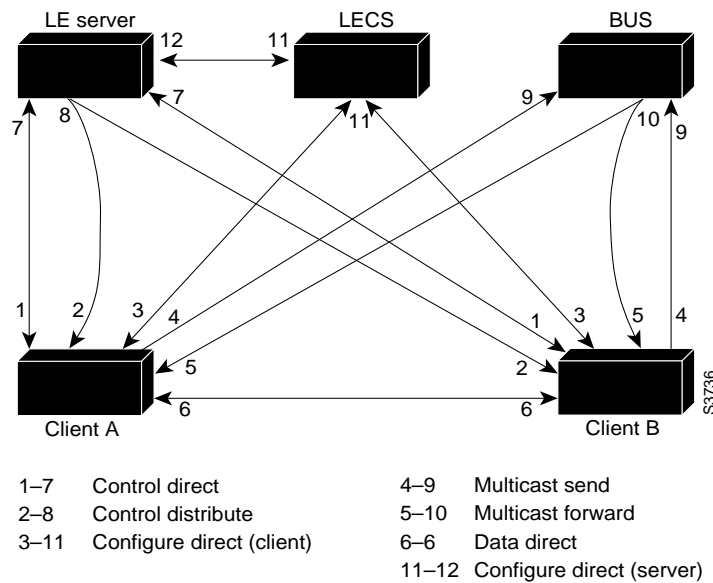 LE server LECS BUS
12 11
7 8 7 11 9 10 9
1 2 3 4 1 3 5 4
5 2
6 6
Client A Client B
S3736
1–7 Control direct
2–8 Control distribute
3–11 Configure direct (client)
4–9 Multicast send
5–10 Multicast forward
6–6 Data direct
11–12 Configure direct (server)